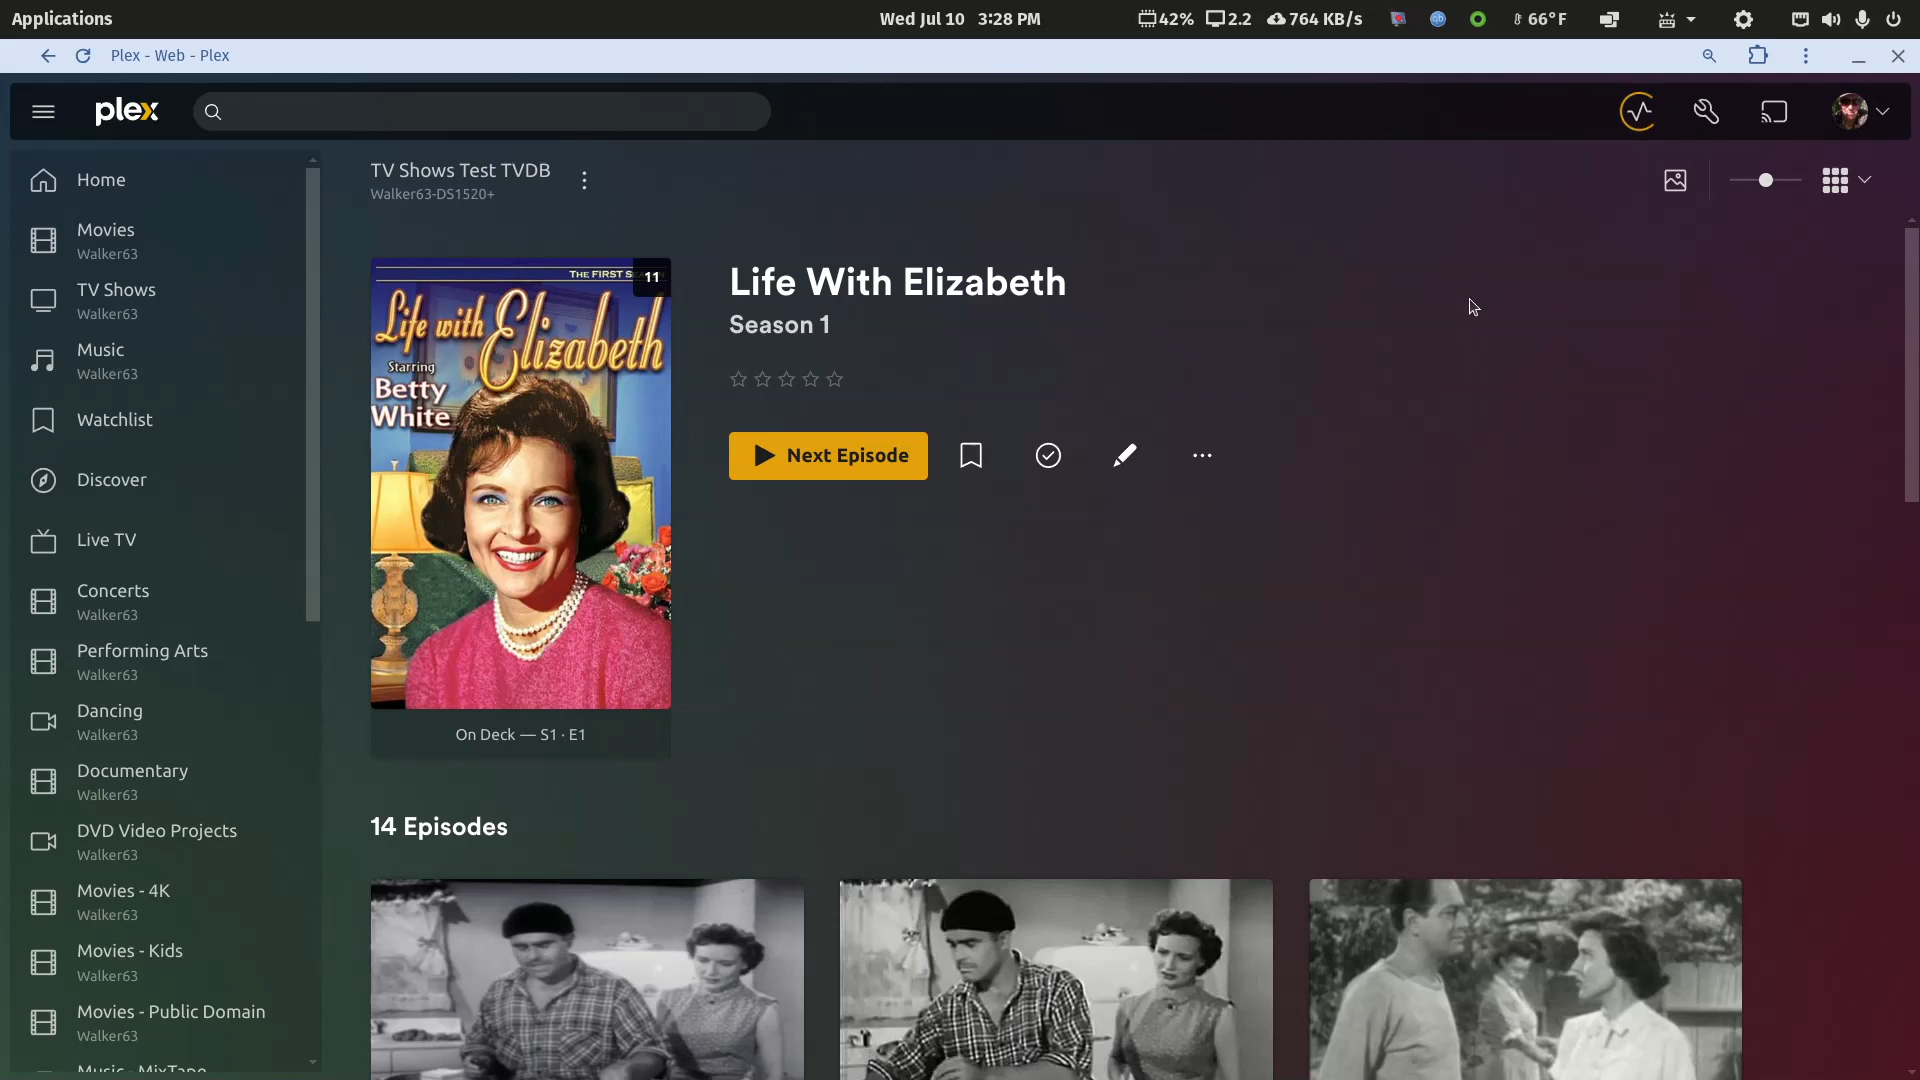 Applications
Wed Jul 10 3:28 PM
42% 2.2 764 KB/s 66°F
Plex - Web - Plex
plex
TV Shows Test TVDB
Walker63-DS1520+
Home
Movies
Walker63
TV Shows
Walker63
Music
Walker63
Watchlist
Discover
Live TV
Concerts
Walker63
Performing Arts
Walker63
Dancing
Walker63
Documentary
Walker63
DVD Video Projects
Walker63
Movies - 4K
Walker63
Movies - Kids
Walker63
Movies - Public Domain
Walker63
Music - MixTape
THE FIRST
11
Life with Elizabeth
Starring
Betty
White
On Deck — S1 · E1
Life With Elizabeth
Season 1
Next Episode
14 Episodes